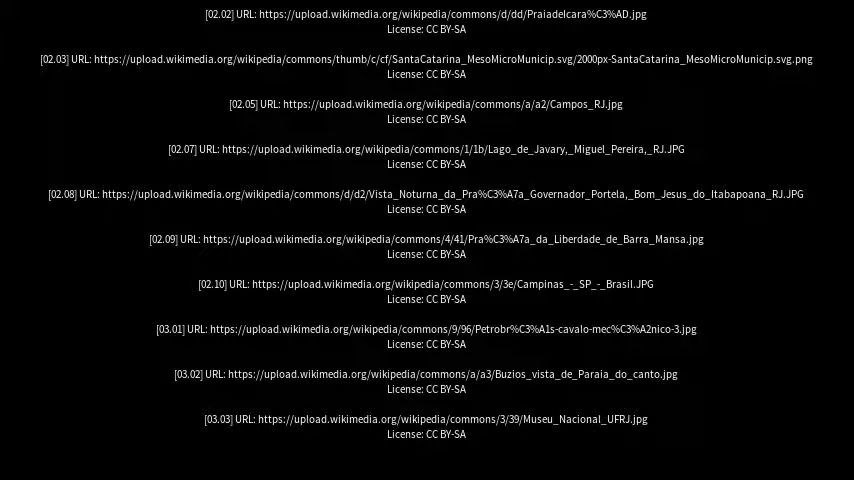 [02.02] URL: https://upload.wikimedia.org/wikipedia/commons/d/dd/PraiadeIcara%C3%AD.jpg
License: CC BY-SA
[02.03] URL: https://upload.wikimedia.org/wikipedia/commons/thumb/c/cf/SantaCatarina_MesoMicroMunicip.svg/2000px-SantaCatarina_MesoMicroMunicip.svg.png
License: CC BY-SA
[02.05] URL: https://upload.wikimedia.org/wikipedia/commons/a/a2/Campos_RJ.jpg
License: CC BY-SA
[02.07] URL: https://upload.wikimedia.org/wikipedia/commons/1/1b/Lago_de_Javary,_Miguel_Pereira,_RJ.JPG
License: CC BY-SA
[02.08] URL: https://upload.wikimedia.org/wikipedia/commons/d/d2/Vista_Noturna_da_Pra%C3%A7a_Governador_Portela,_Bom_Jesus_do_Itabapoana_RJ.JPG
License: CC BY-SA
[02.09] URL: https://upload.wikimedia.org/wikipedia/commons/4/41/Pra%C3%A7a_da_Liberdade_de_Barra_Mansa.jpg
License: CC BY-SA
[02.10] URL: https://upload.wikimedia.org/wikipedia/commons/3/3e/Campinas_-_SP_-_Brasil.JPG
License: CC BY-SA
[03.01] URL: https://upload.wikimedia.org/wikipedia/commons/9/96/Petrobr%C3%A1s-cavalo-mec%C3%A2nico-3.jpg
License: CC BY-SA
[03.02] URL: https://upload.wikimedia.org/wikipedia/commons/a/a3/Buzios_vista_de_Paraia_do_canto.jpg
License: CC BY-SA
[03.03] URL: https://upload.wikimedia.org/wikipedia/commons/3/39/Museu_Nacional_UFRJ.jpg
License: CC BY-SA